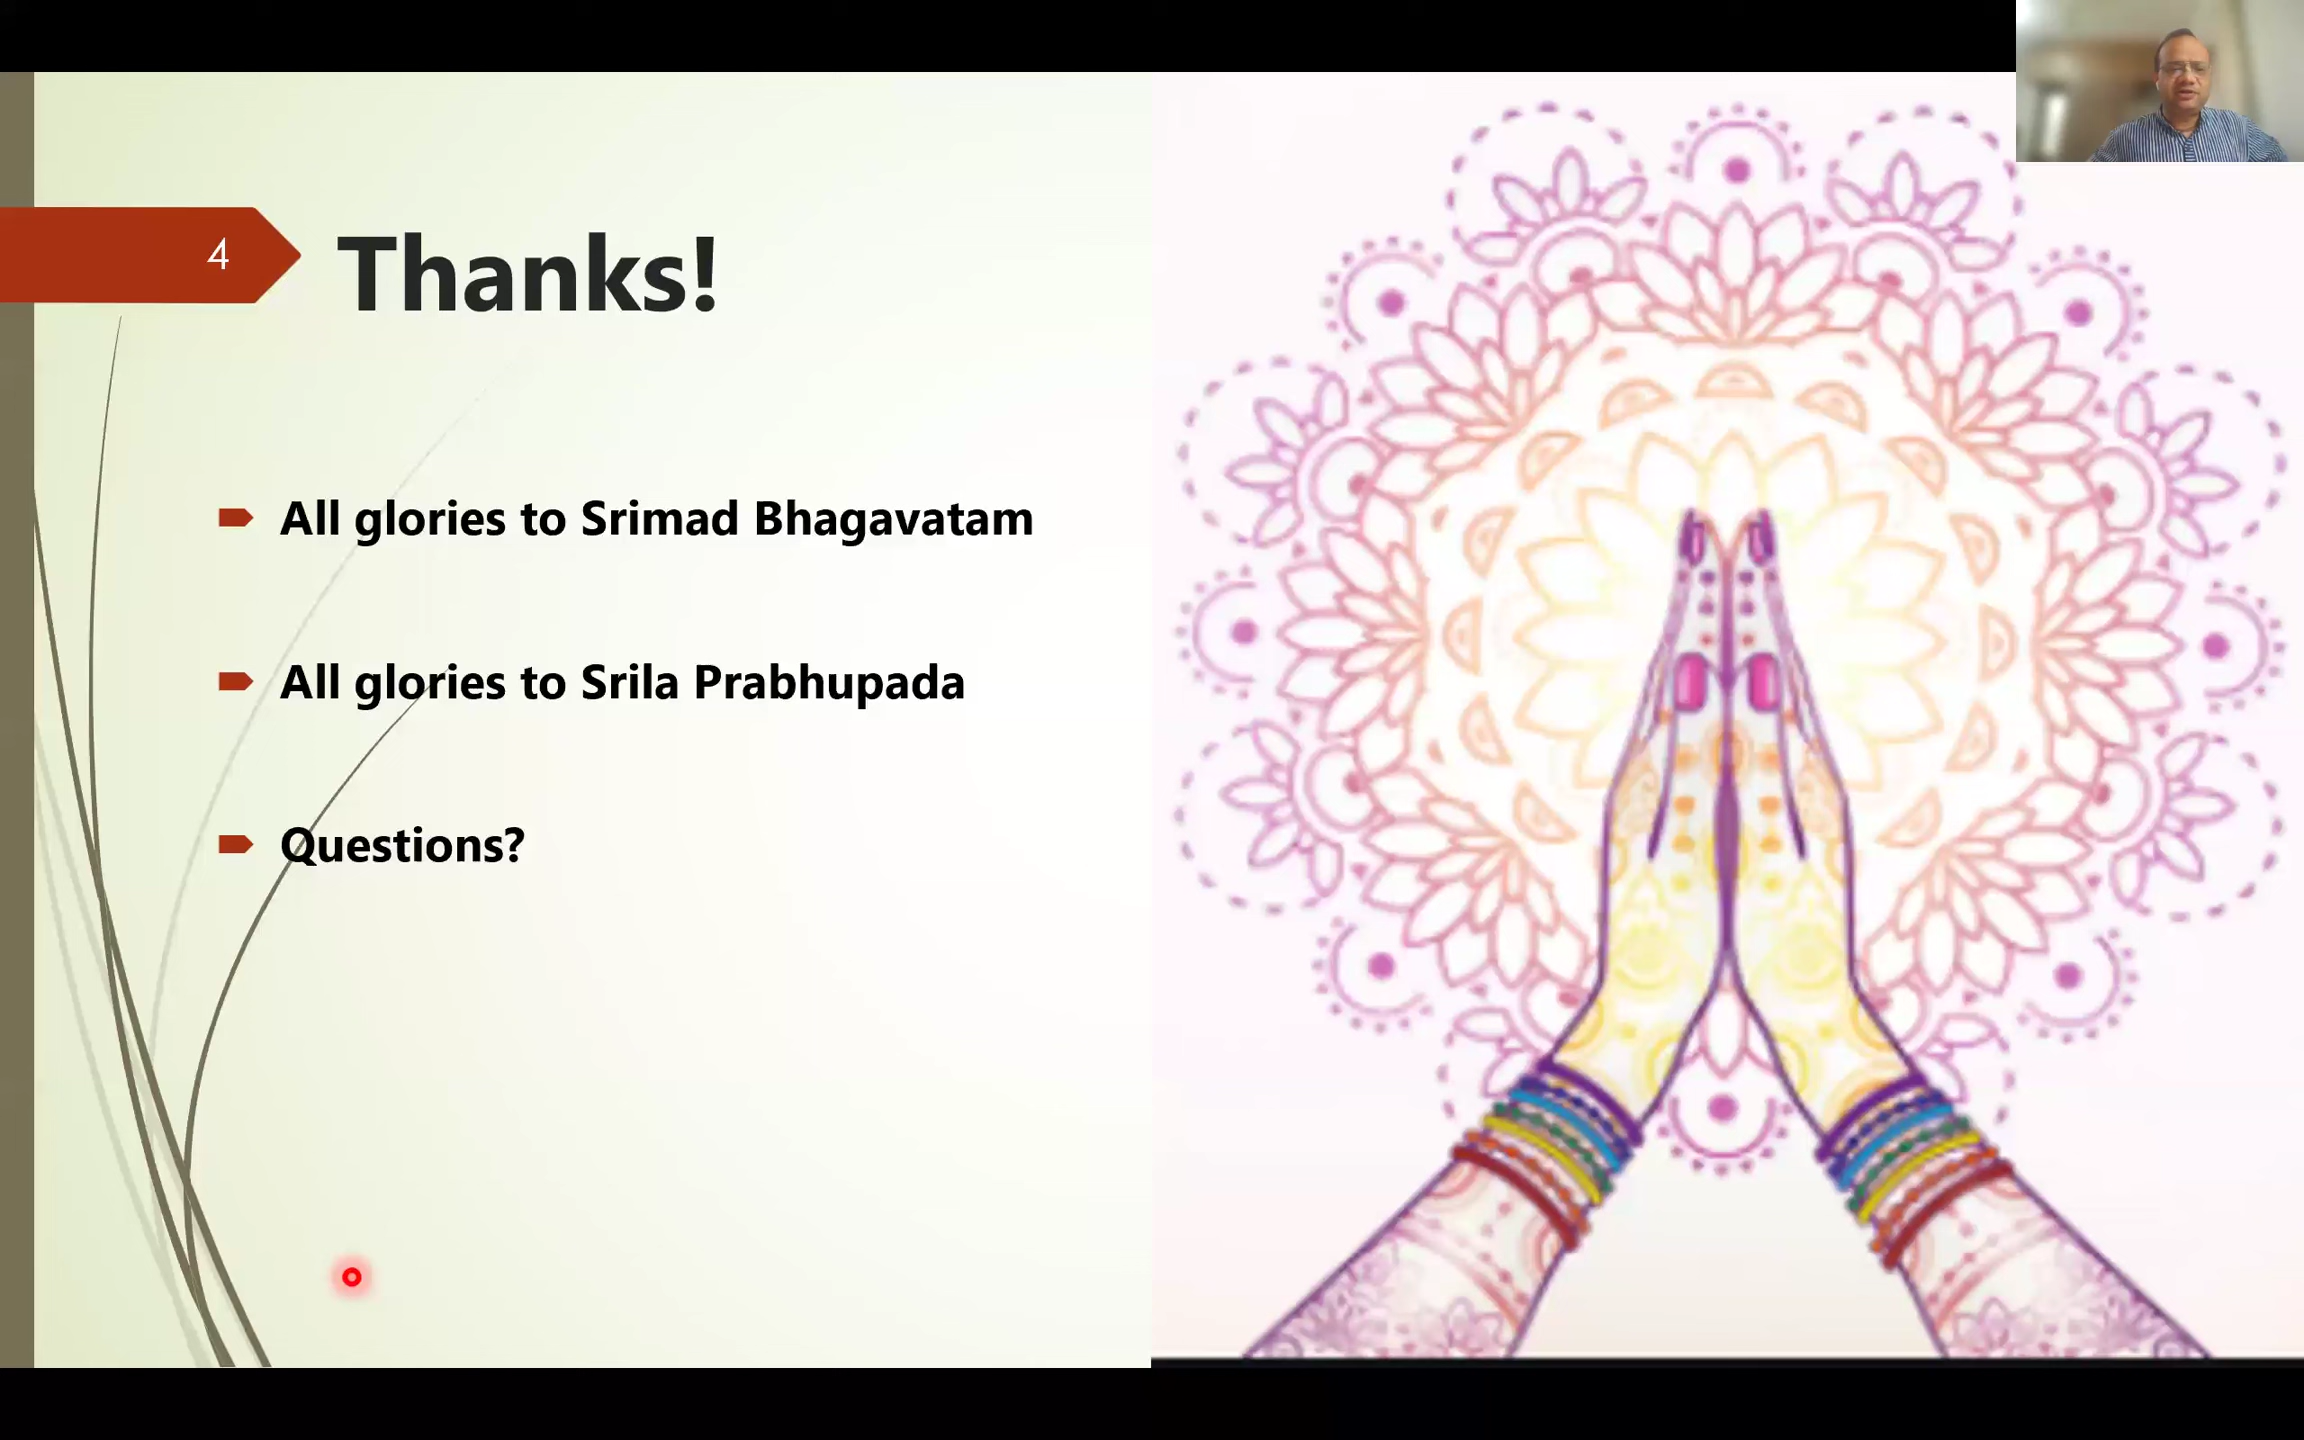 4
Thanks!
All glories to Srimad Bhagavatam
All glories to Srila Prabhupada
Questions?